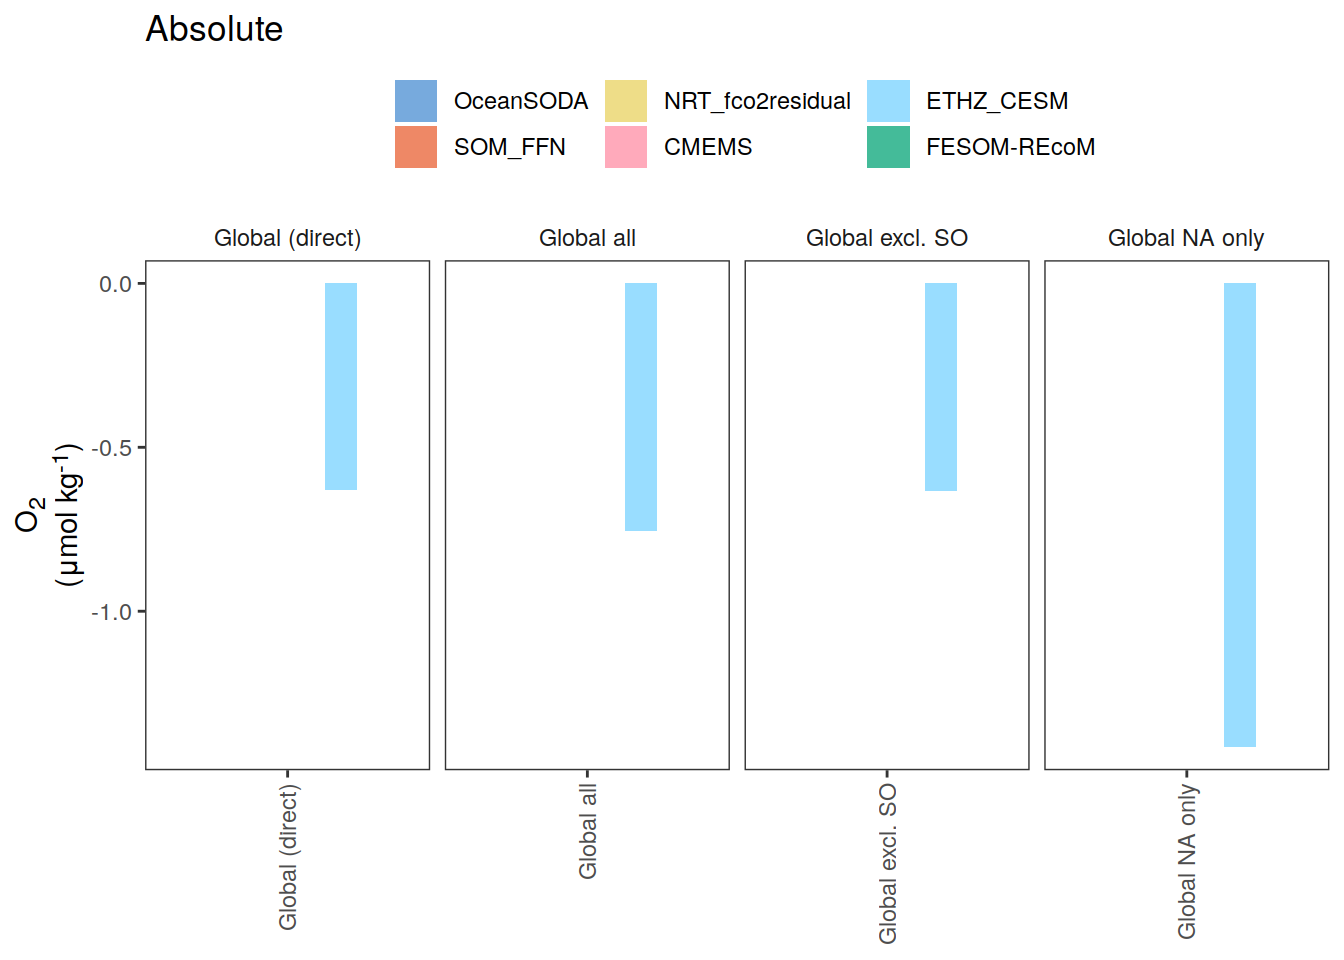 Absolute
OceanSODA NRT_fco2residual ETHZ_CESM
SOM_FFN CMEMS FESOM-REcoM
Global (direct) Global all Global excl. SO Global NA only
0.0
-0.5
-1.0
O₂
(μmol kg⁻¹)
Global (direct) Global all Global excl. SO Global NA only